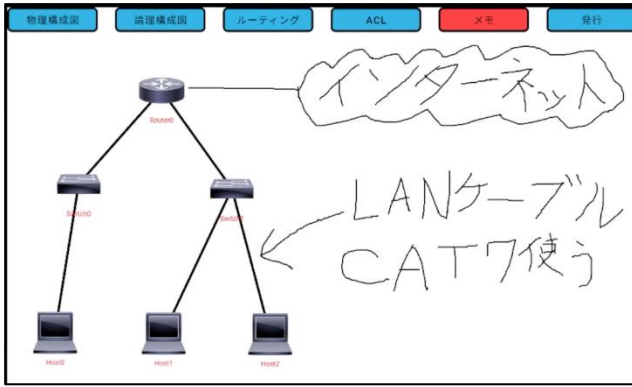 物理構成図 論理構成図 ルーティング ACL メモ 発行
インターネット
Router0
Switch0
LANケーブル
CAT7使う
Host0 Host1 Host2